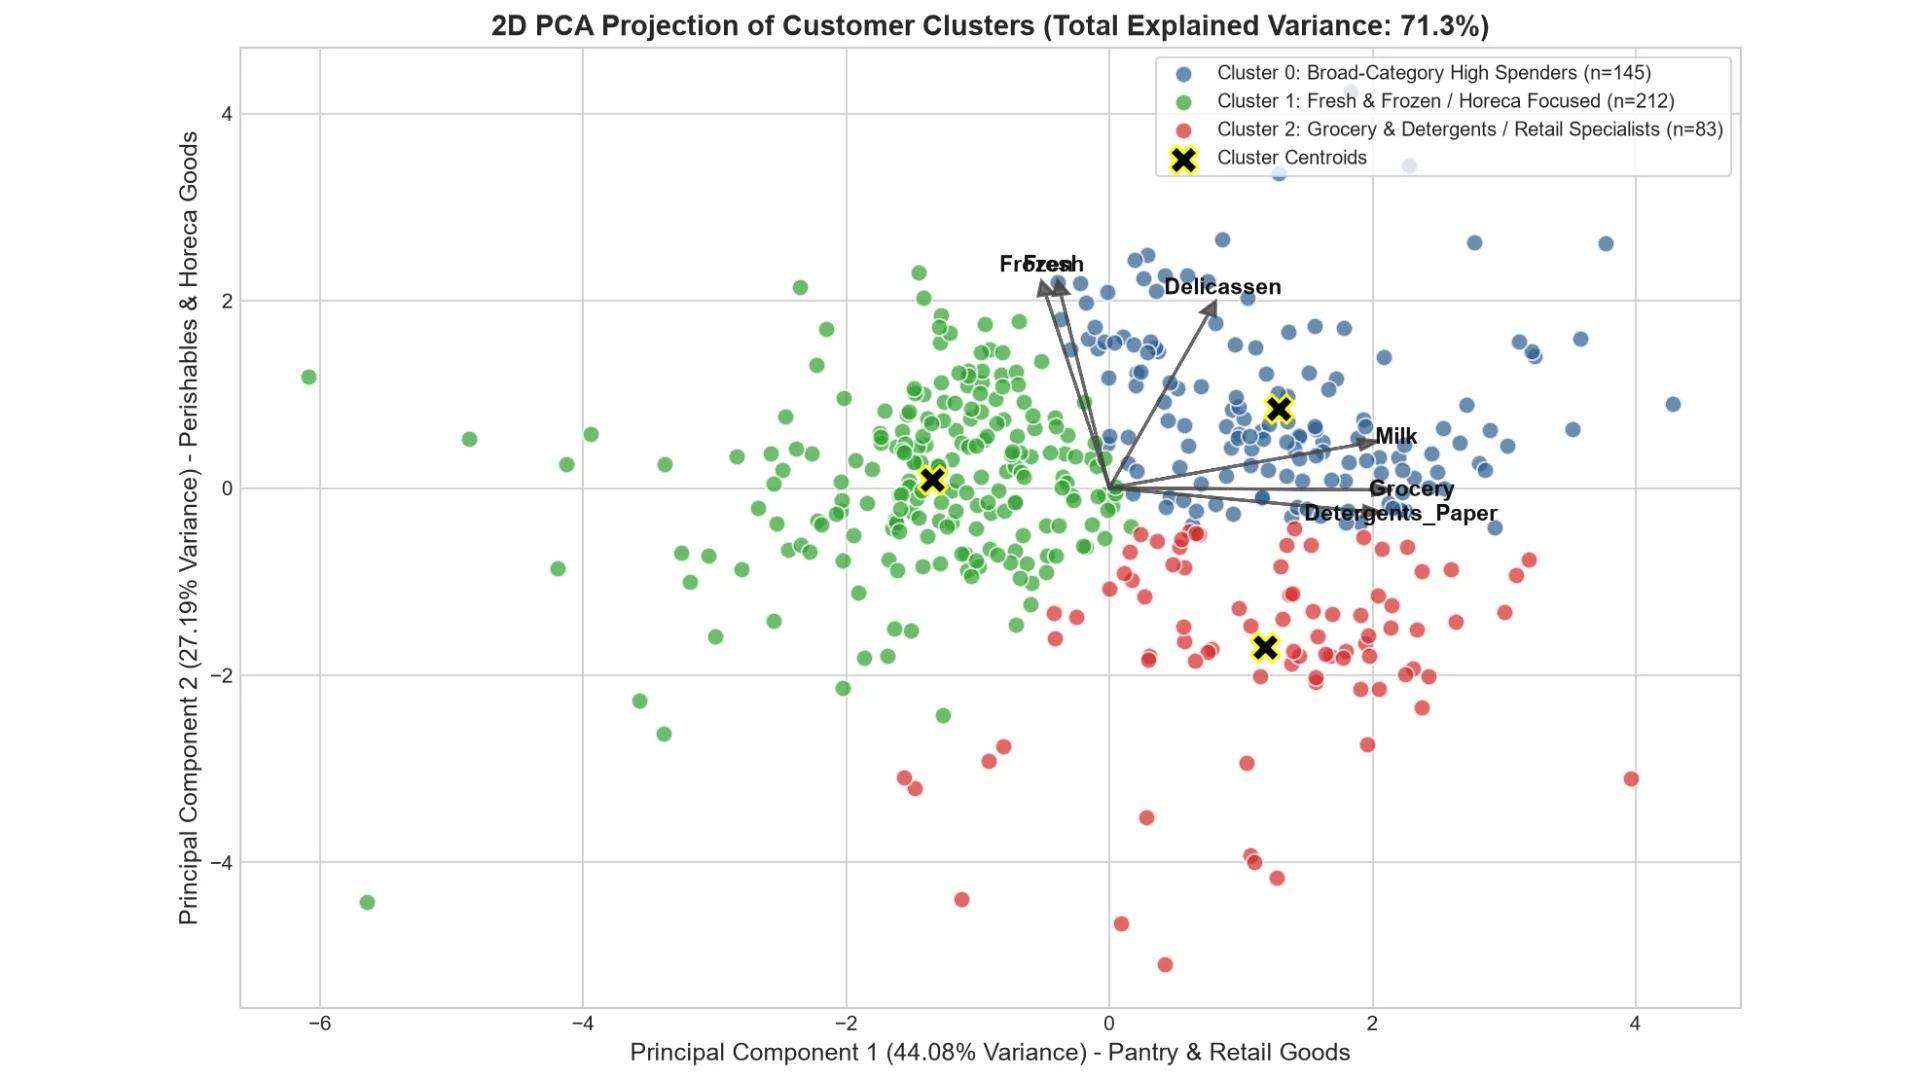 2D PCA Projection of Customer Clusters (Total Explained Variance: 71.3%)
Cluster 0: Broad-Category High Spenders (n=145)
Cluster 1: Fresh & Frozen / Horeca Focused (n=212)
Cluster 2: Grocery & Detergents / Retail Specialists (n=83)
Cluster Centroids
Principal Component 2 (27.19% Variance) - Perishables & Horeca Goods
4
2
0
−2
−4
Frozen
Fresh
Delicassen
Milk
Grocery
Detergents_Paper
−6
−4
−2
0
2
4
Principal Component 1 (44.08% Variance) - Pantry & Retail Goods